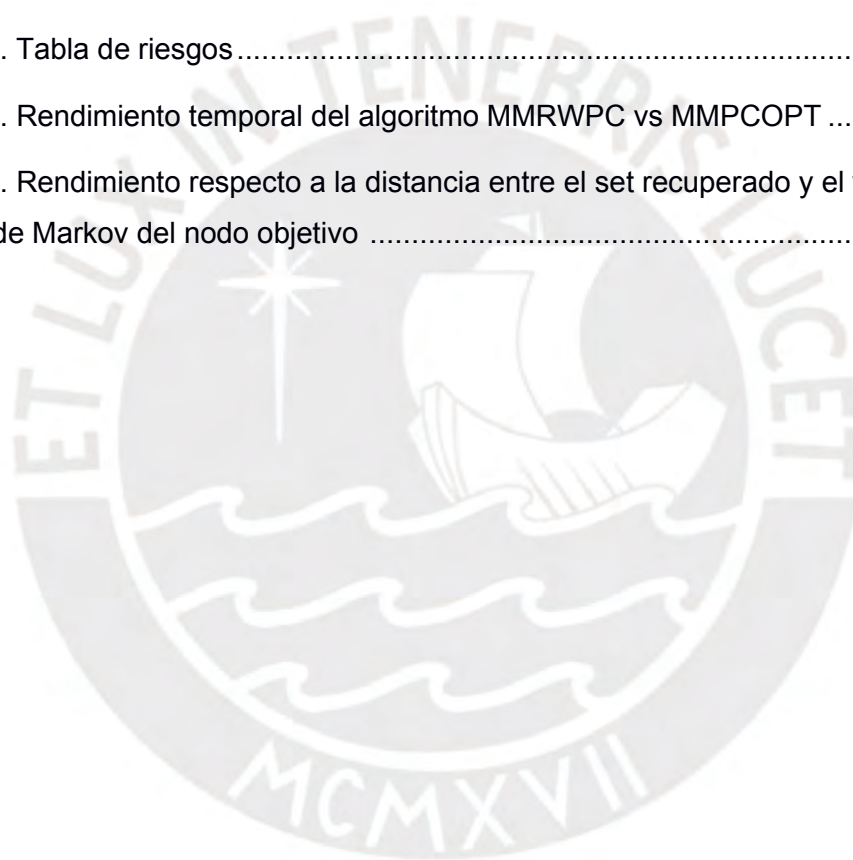 . Tabla de riesgos ........................................................................................
. Rendimiento temporal del algoritmo MMRWPC vs MMPCOPT ...
. Rendimiento respecto a la distancia entre el set recuperado y el
de Markov del nodo objetivo ....................................................................
ET LUX IN TENEBRIS LUCET
MCMXVII